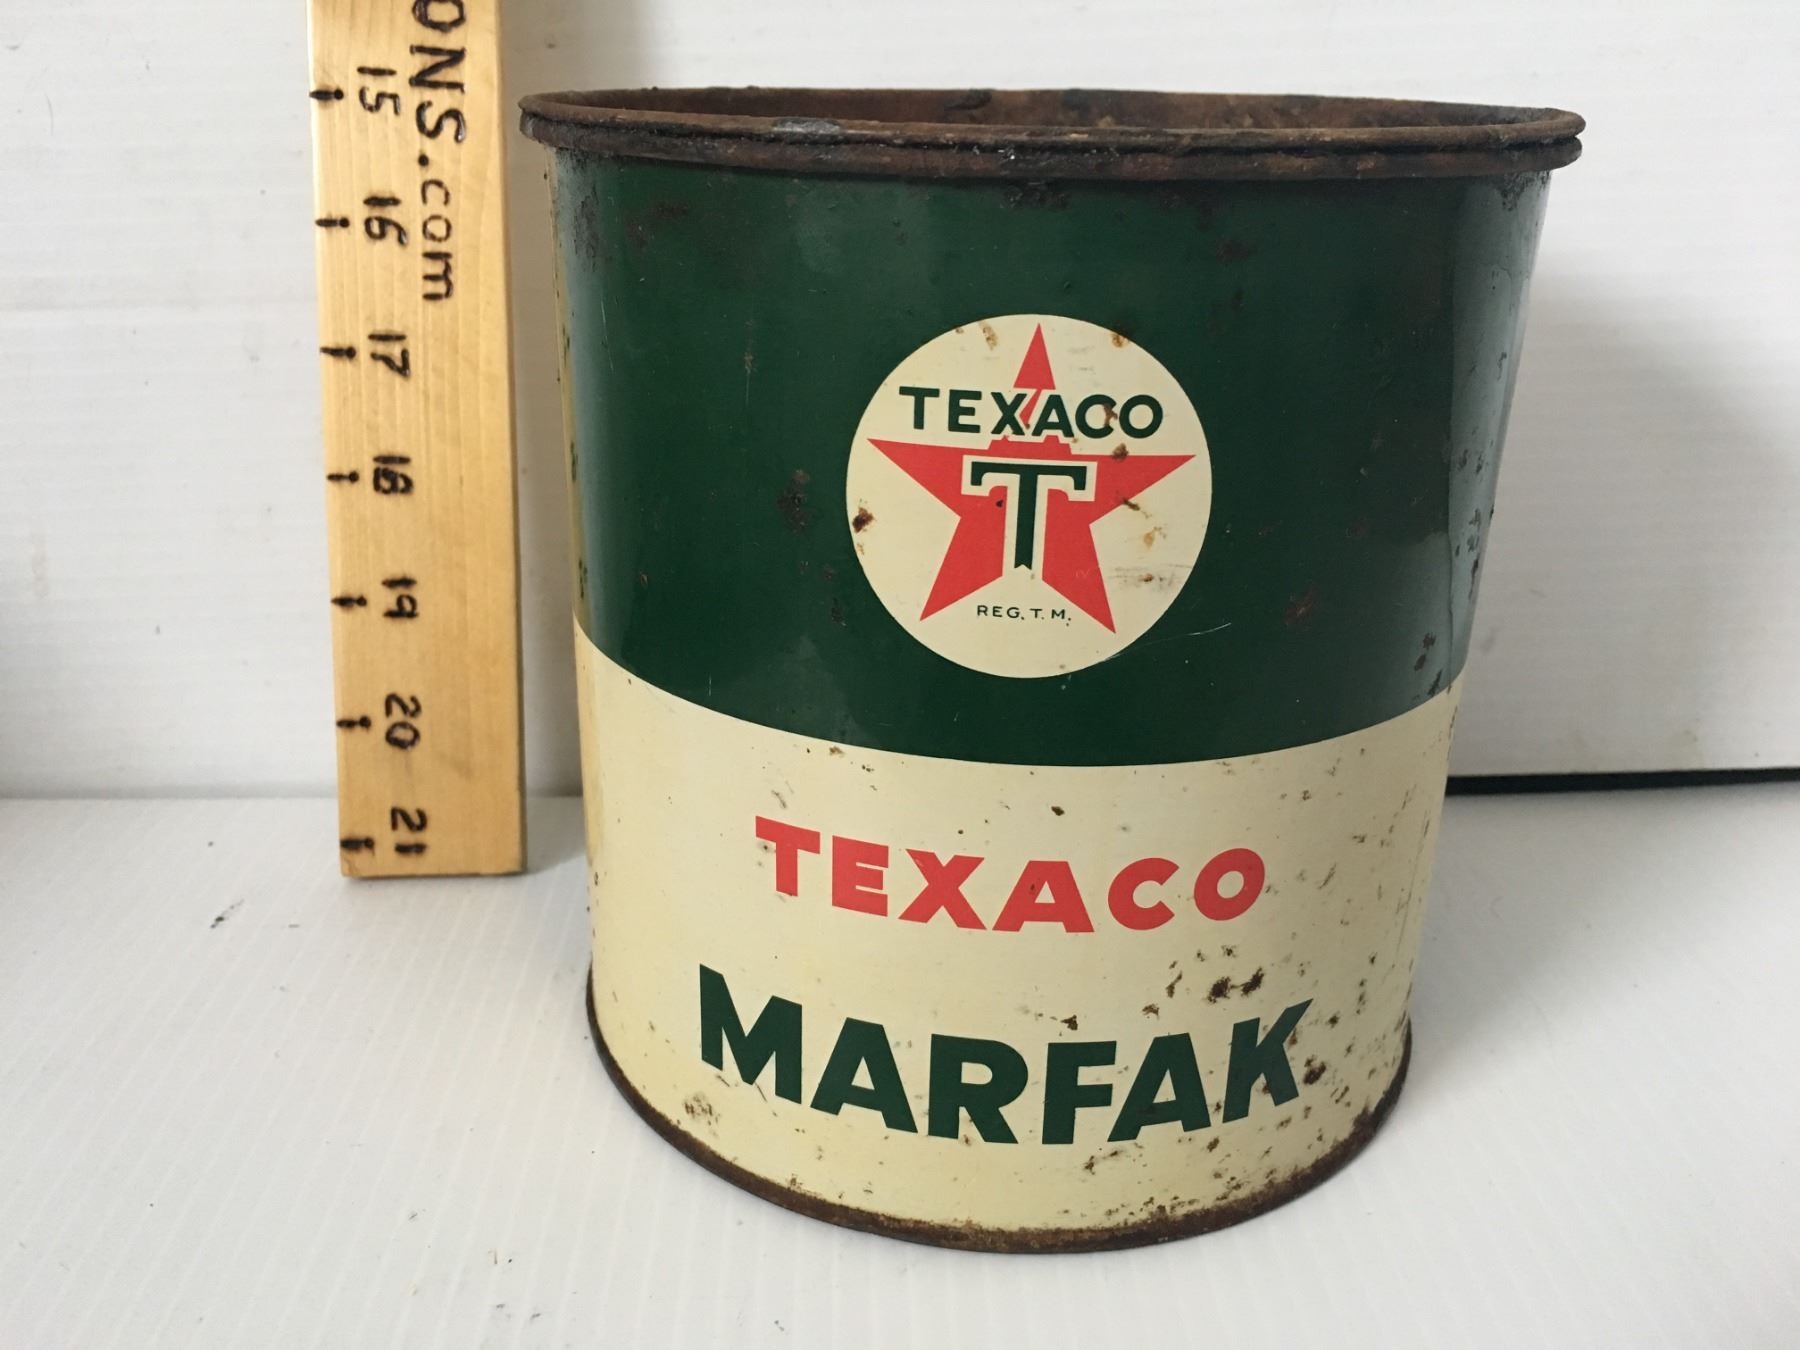 ONS.com
15
16
17
18
19
20
21
TEXACO
T
REG. T. M.
TEXACO
MARFAK